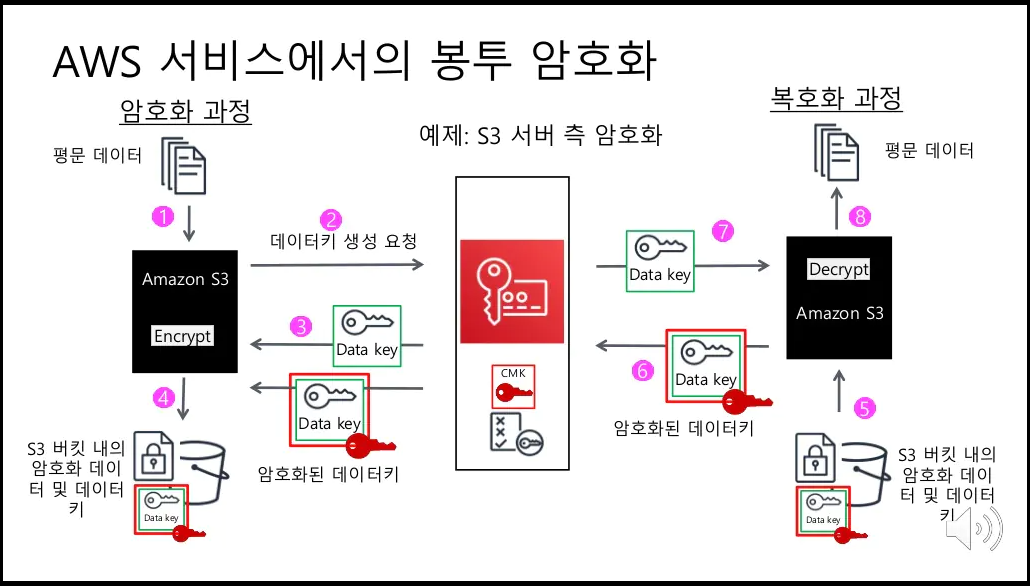 AWS 서비스에서의 봉투 암호화
암호화 과정
복호화 과정
예제: S3 서버 측 암호화
평문 데이터
평문 데이터
1
2
데이터키 생성 요청
7
8
Amazon S3
Encrypt
Data key
Decrypt
Amazon S3
3
Data key
CMK
6
Data key
4
5
Data key
암호화된 데이터키
암호화된 데이터키
S3 버킷 내의
암호화 데이
터 및 데이터
키
Data key
S3 버킷 내의
암호화 데이
터 및 데이터
키
Data key